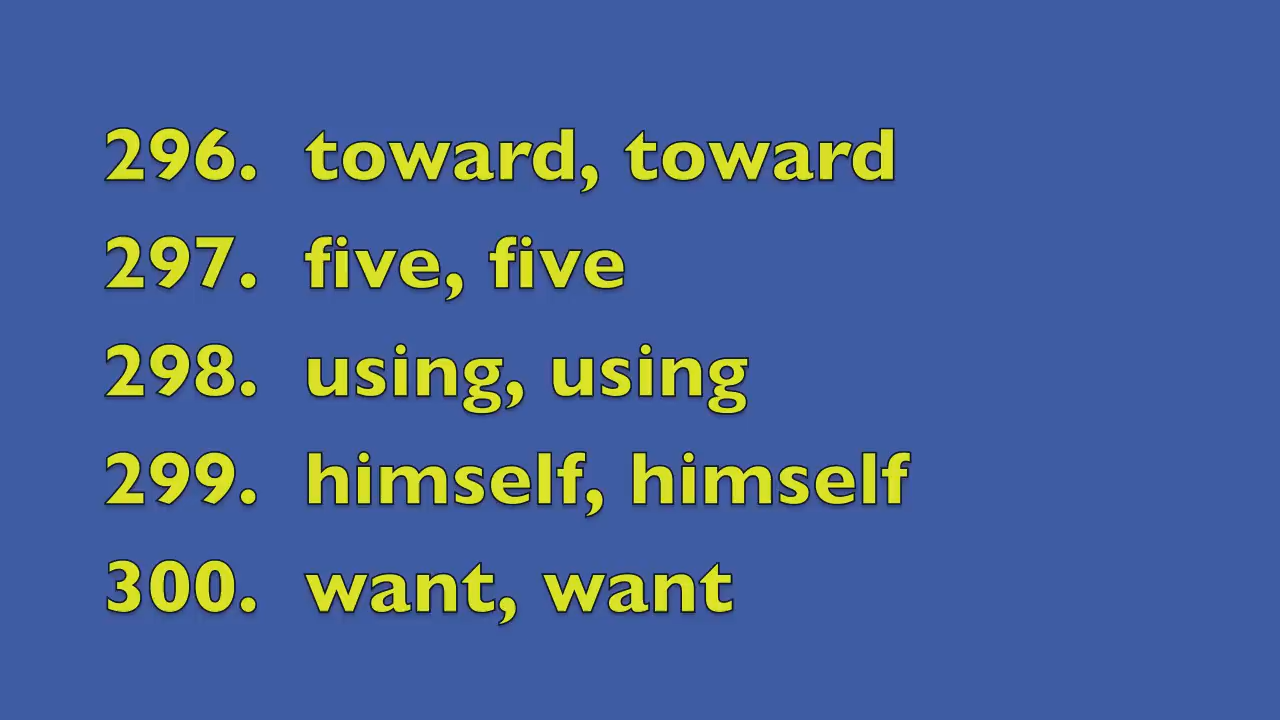 296. toward, toward
297. five, five
298. using, using
299. himself, himself
300. want, want